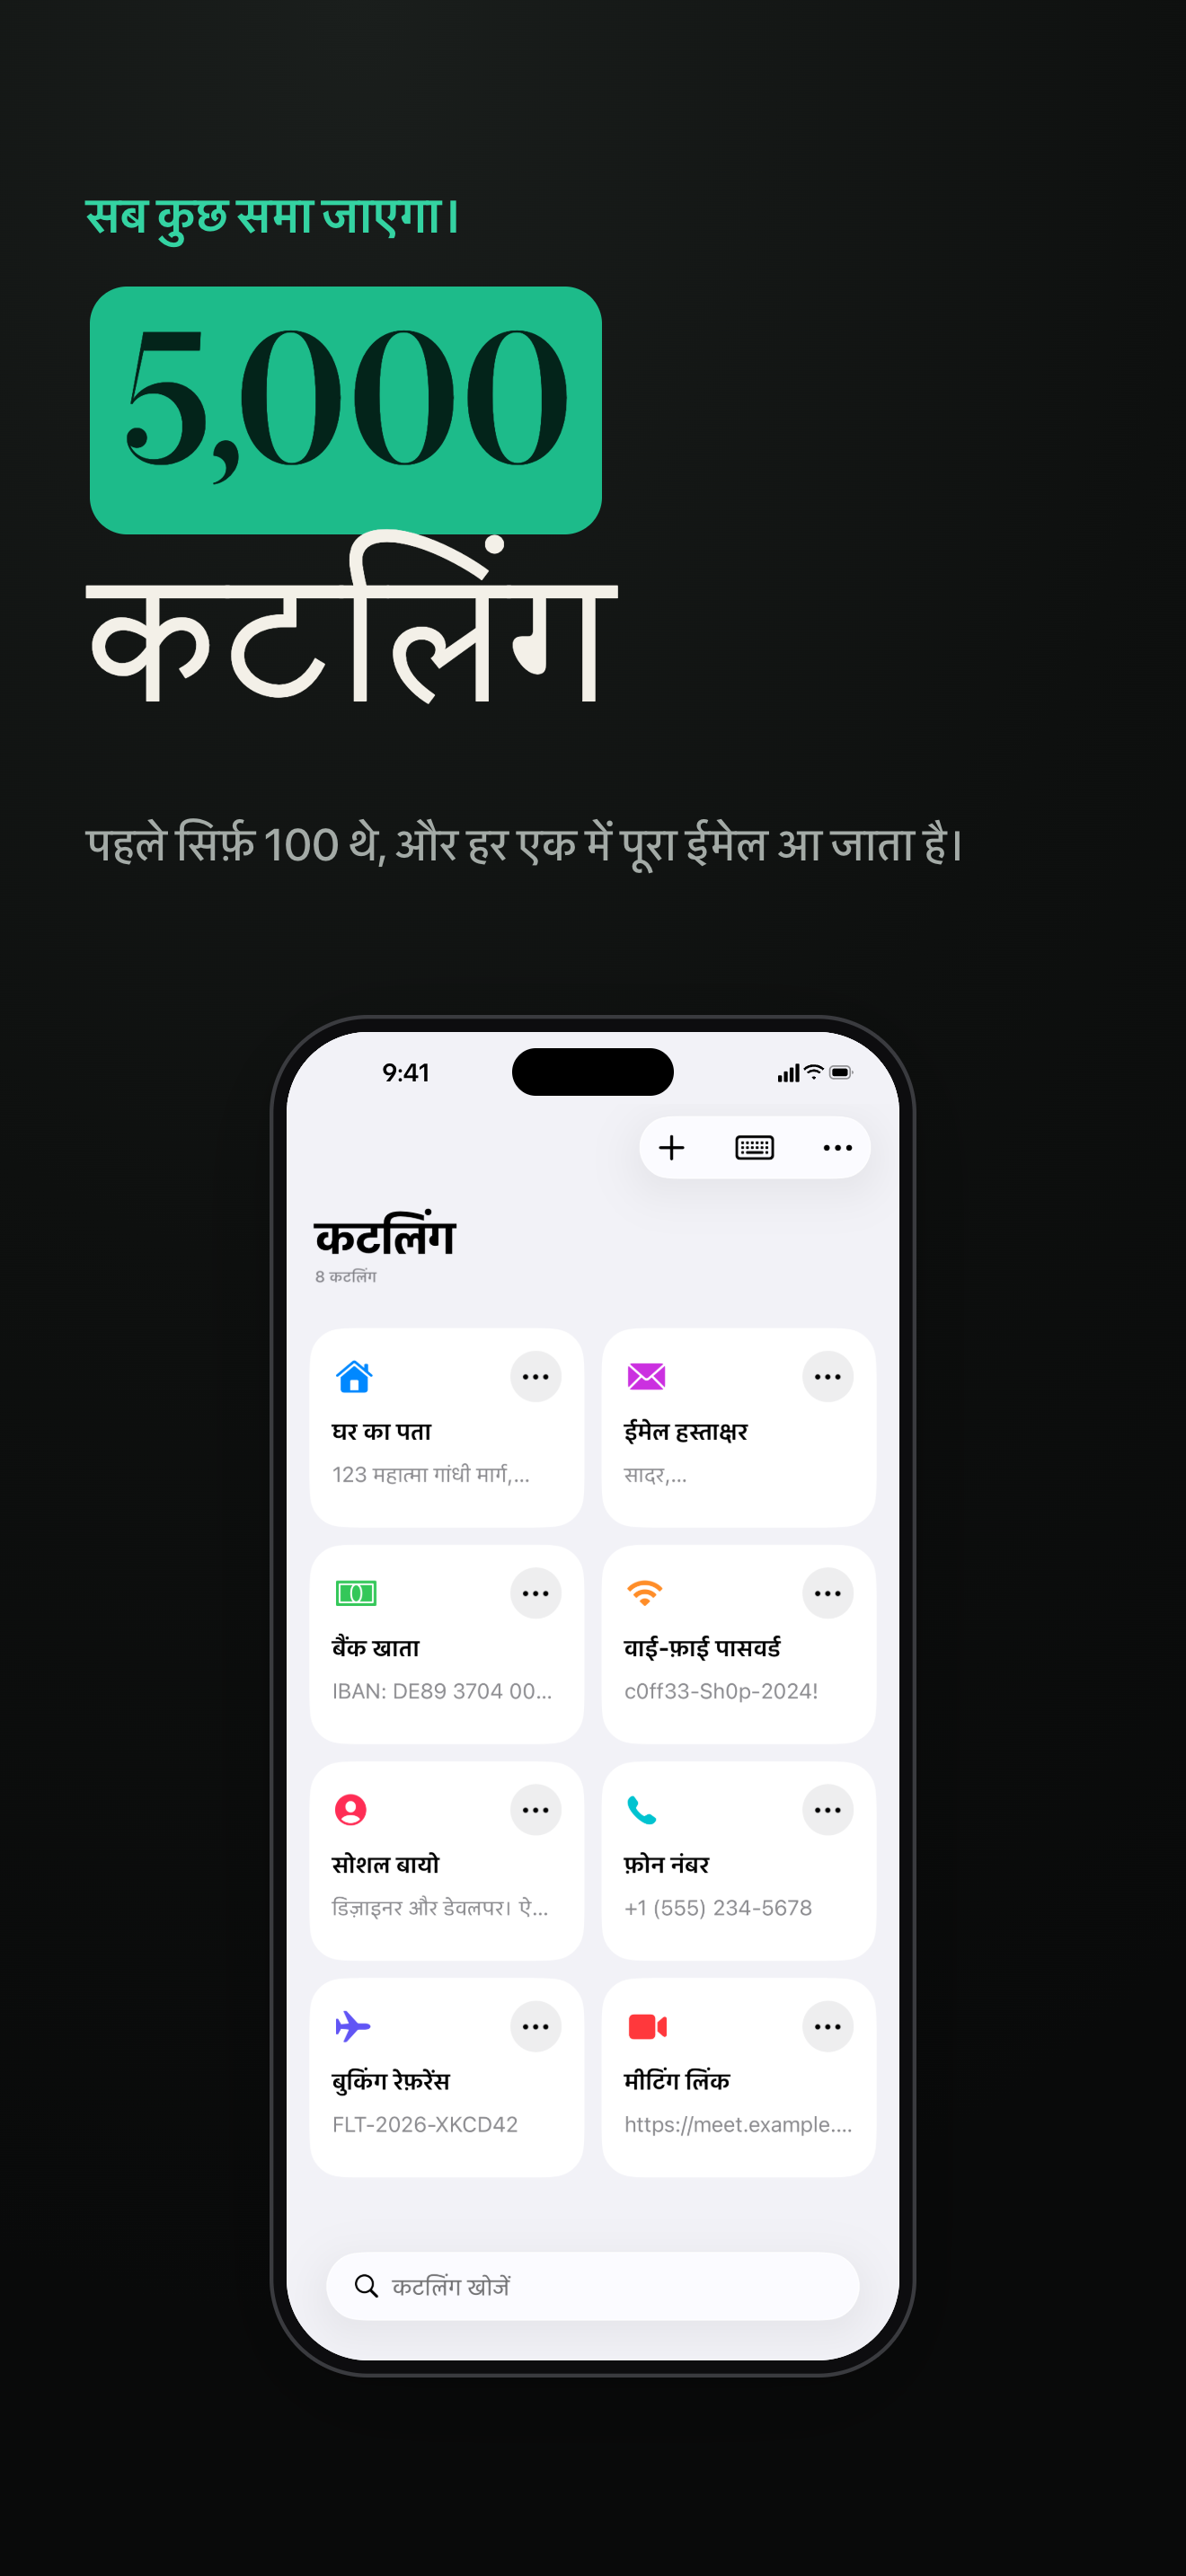 सब कुछ समा जाएगा।
5,000
कटलिंग
पहले सिर्फ़ 100 थे, और हर एक में पूरा ईमेल आ जाता है।
9:41
कटलिंग
8 कटलिंग
घर का पता
123 महात्मा गांधी मार्ग,...
ईमेल हस्ताक्षर
सादर,...
बैंक खाता
IBAN: DE89 3704 00...
वाई-फ़ाई पासवर्ड
c0ff33-Sh0p-2024!
सोशल बायो
डिज़ाइनर और डेवलपर। ऐ...
फ़ोन नंबर
+1 (555) 234-5678
बुकिंग रेफ़रेंस
FLT-2026-XKCD42
मीटिंग लिंक
https://meet.example....
कटलिंग खोजें